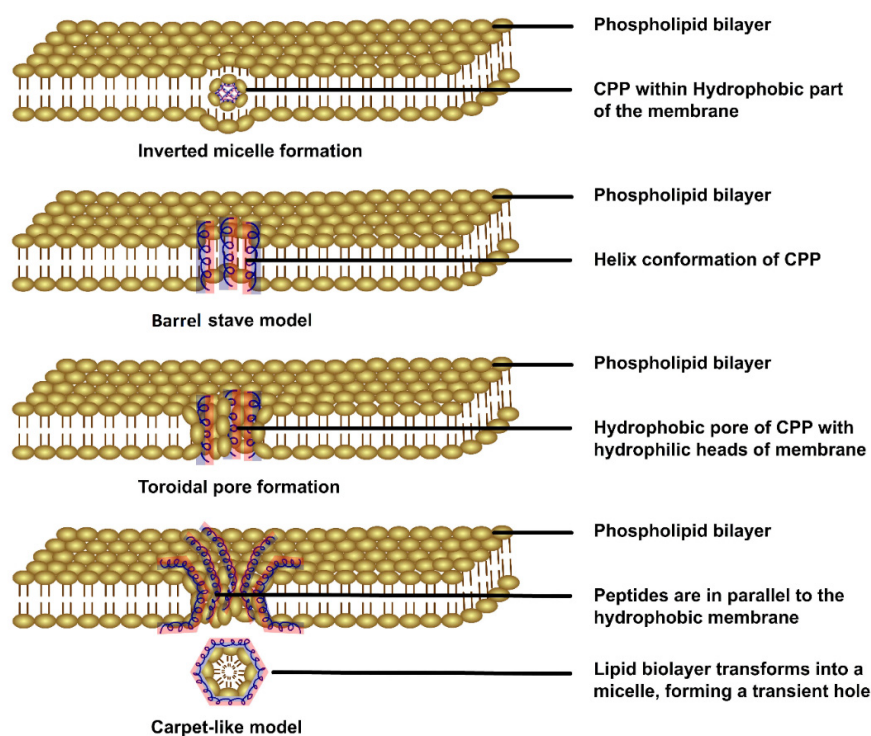 Phospholipid bilayer
CPP within Hydrophobic part
of the membrane
Inverted micelle formation
Phospholipid bilayer
Helix conformation of CPP
Barrel stave model
Phospholipid bilayer
Hydrophobic pore of CPP with
hydrophilic heads of membrane
Toroidal pore formation
Phospholipid bilayer
Peptides are in parallel to the
hydrophobic membrane
Lipid biolayer transforms into a
micelle, forming a transient hole
Carpet-like model